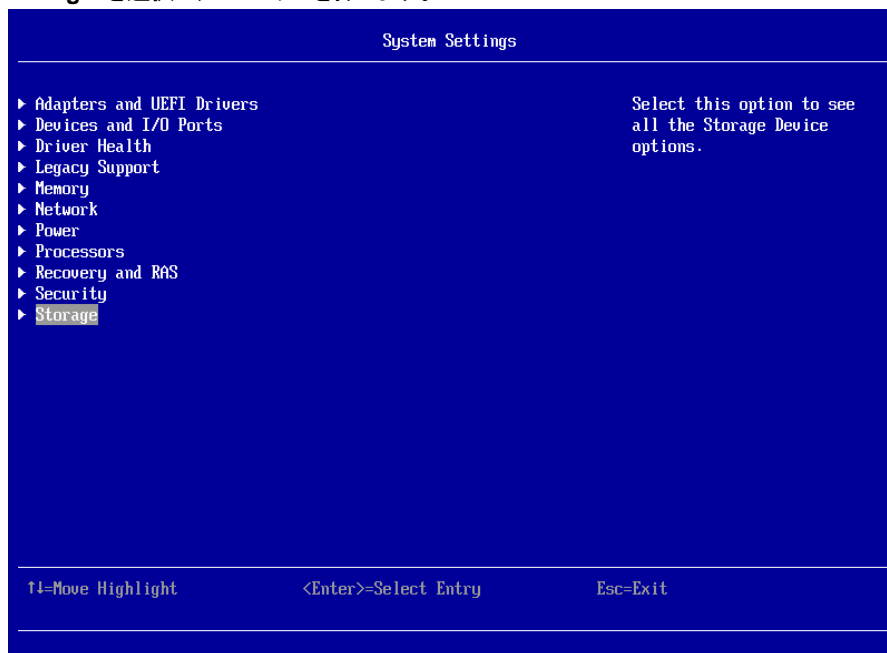 System Settings
▶ Adapters and UEFI Drivers
▶ Devices and I/O Ports
▶ Driver Health
▶ Legacy Support
▶ Memory
▶ Network
▶ Power
▶ Processors
▶ Recovery and RAS
▶ Security
▶ Storage
Select this option to see
all the Storage Device
options.
↑↓=Move Highlight <Enter>=Select Entry Esc=Exit